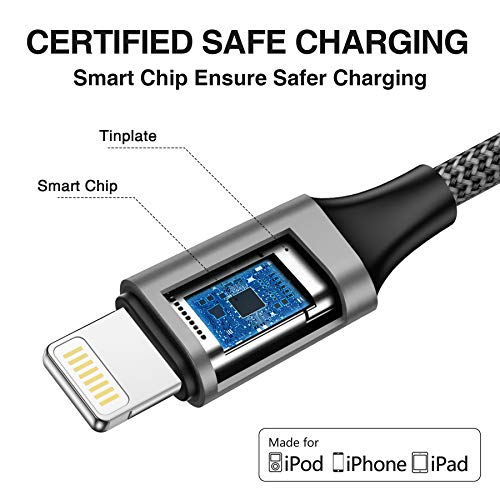 CERTIFIED SAFE CHARGING
Smart Chip Ensure Safer Charging
Tinplate
Smart Chip
Made for
iPod iPhone iPad